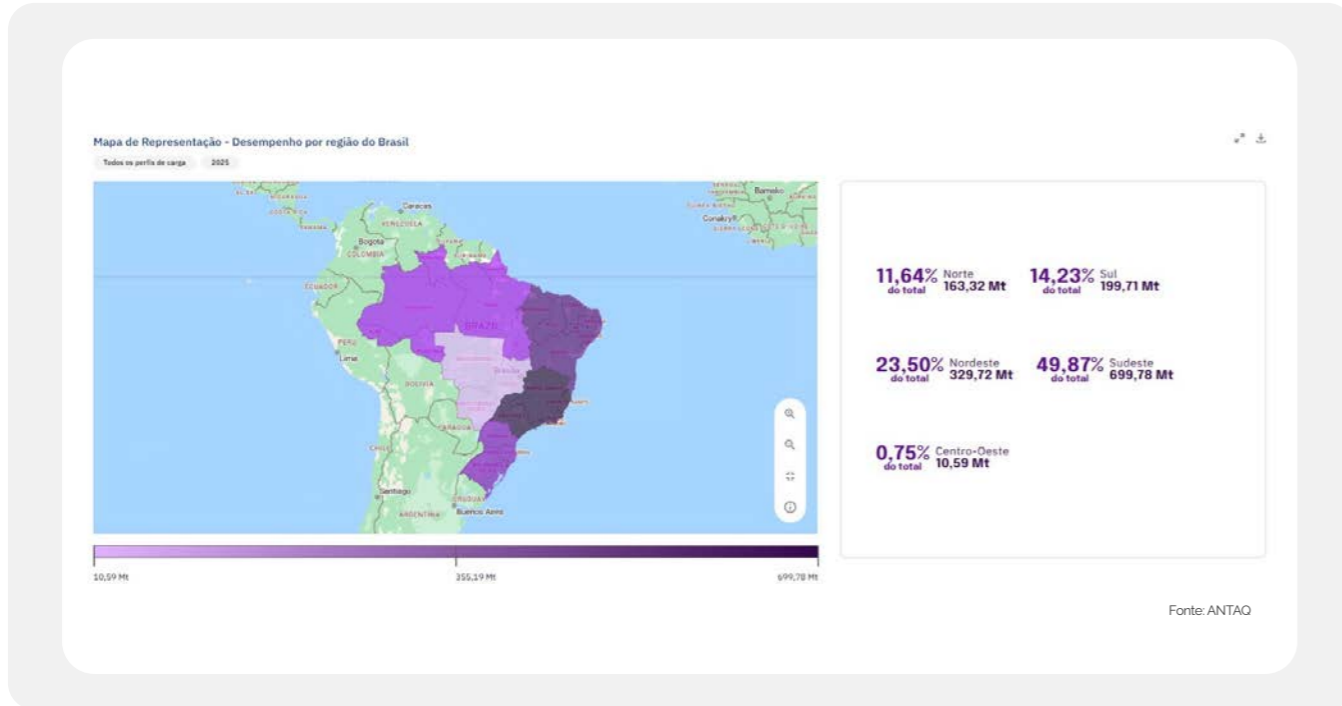 Mapa de Representação - Desempenho por região do Brasil
Todos os perfis de carga 2025
Bamako
Caracas
Conakry
VENEZUELA
Bogota
COLOMBIA
ECUADOR
BRAZIL
PERU
Lima
BOLIVIA
CHILE
Santiago
URUGUAY
ARGENTINA Buenos Aires
11,64% Norte
do total 163,32 Mt
14,23% Sul
do total 199,71 Mt
23,50% Nordeste
do total 329,72 Mt
49,87% Sudeste
do total 699,78 Mt
0,75% Centro-Oeste
do total 10,59 Mt
10,59 Mt 355,19 Mt 699,78 Mt
Fonte: ANTAQ